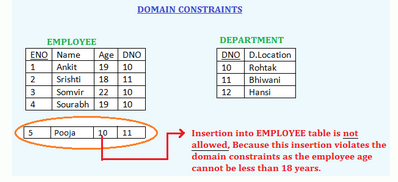 DOMAIN CONSTRAINTS
EMPLOYEE
ENO Name Age DNO
1 Ankit 19 10
2 Srishti 18 11
3 Somvir 22 10
4 Sourabh 19 10
5 Pooja 10 11
DEPARTMENT
DNO D.Location
10 Rohtak
11 Bhiwani
12 Hansi
Insertion into EMPLOYEE table is not
allowed, Because this insertion violates the
domain constraints as the employee age
cannot be less than 18 years.